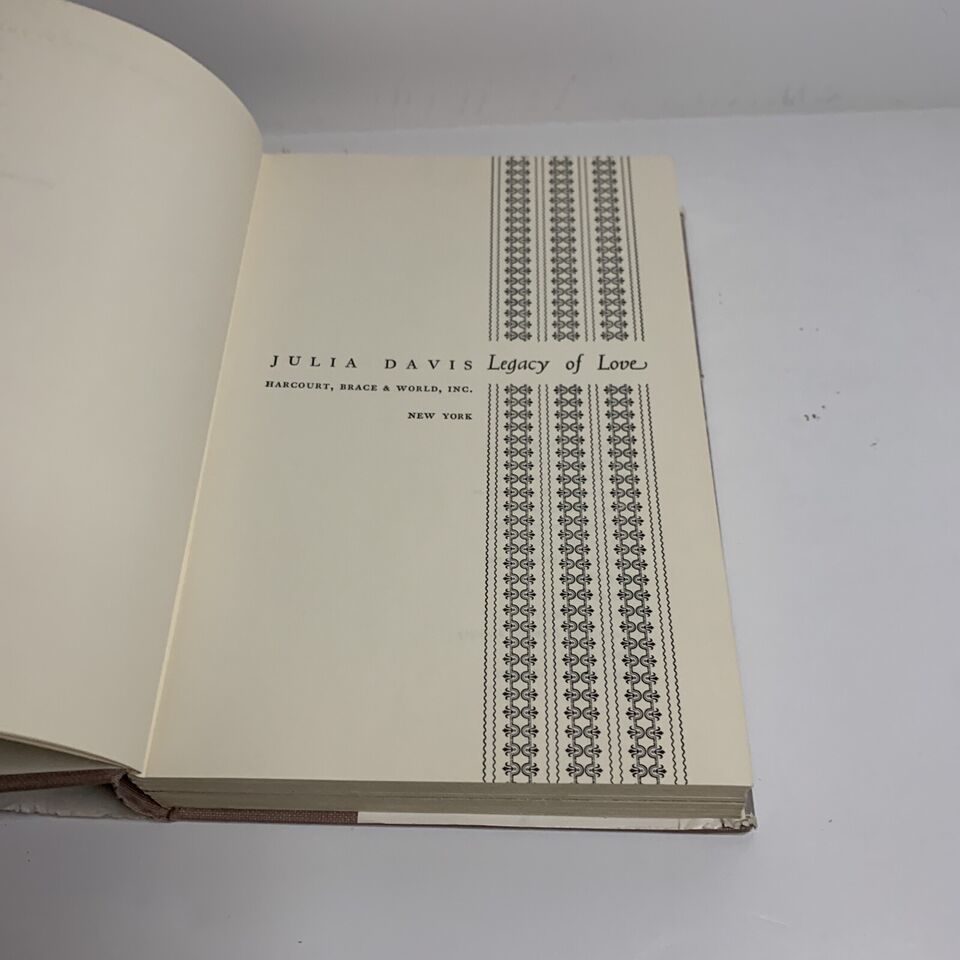 JULIA DAVIS Legacy of Love
HARCOURT, BRACE & WORLD, INC.
NEW YORK